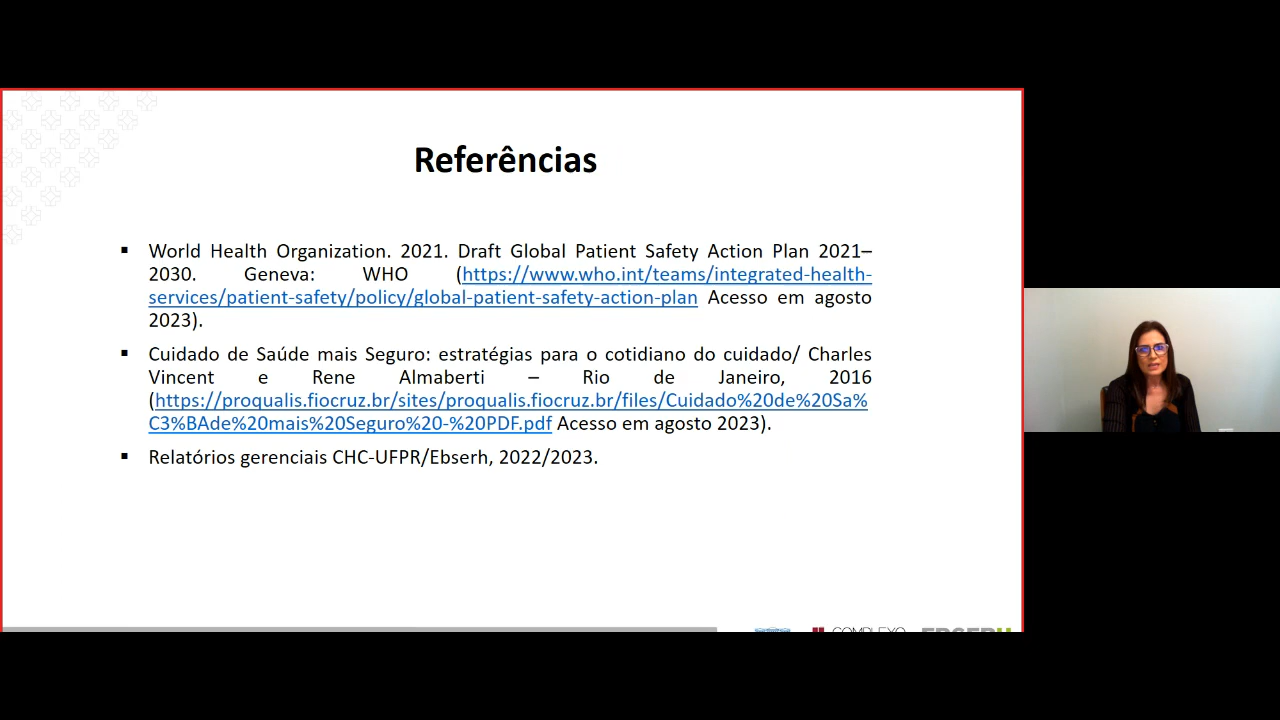 Referências
▪ World Health Organization. 2021. Draft Global Patient Safety Action Plan 2021–
2030. Geneva: WHO (https://www.who.int/teams/integrated-health-
services/patient-safety/policy/global-patient-safety-action-plan Acesso em agosto
2023).
▪ Cuidado de Saúde mais Seguro: estratégias para o cotidiano do cuidado/ Charles
Vincent e Rene Almaberti – Rio de Janeiro, 2016
(https://proqualis.fiocruz.br/sites/proqualis.fiocruz.br/files/Cuidado%20de%20Sa%
C3%BAde%20mais%20Seguro%20-%20PDF.pdf Acesso em agosto 2023).
▪ Relatórios gerenciais CHC-UFPR/Ebserh, 2022/2023.
COMPLEXO EBSERH